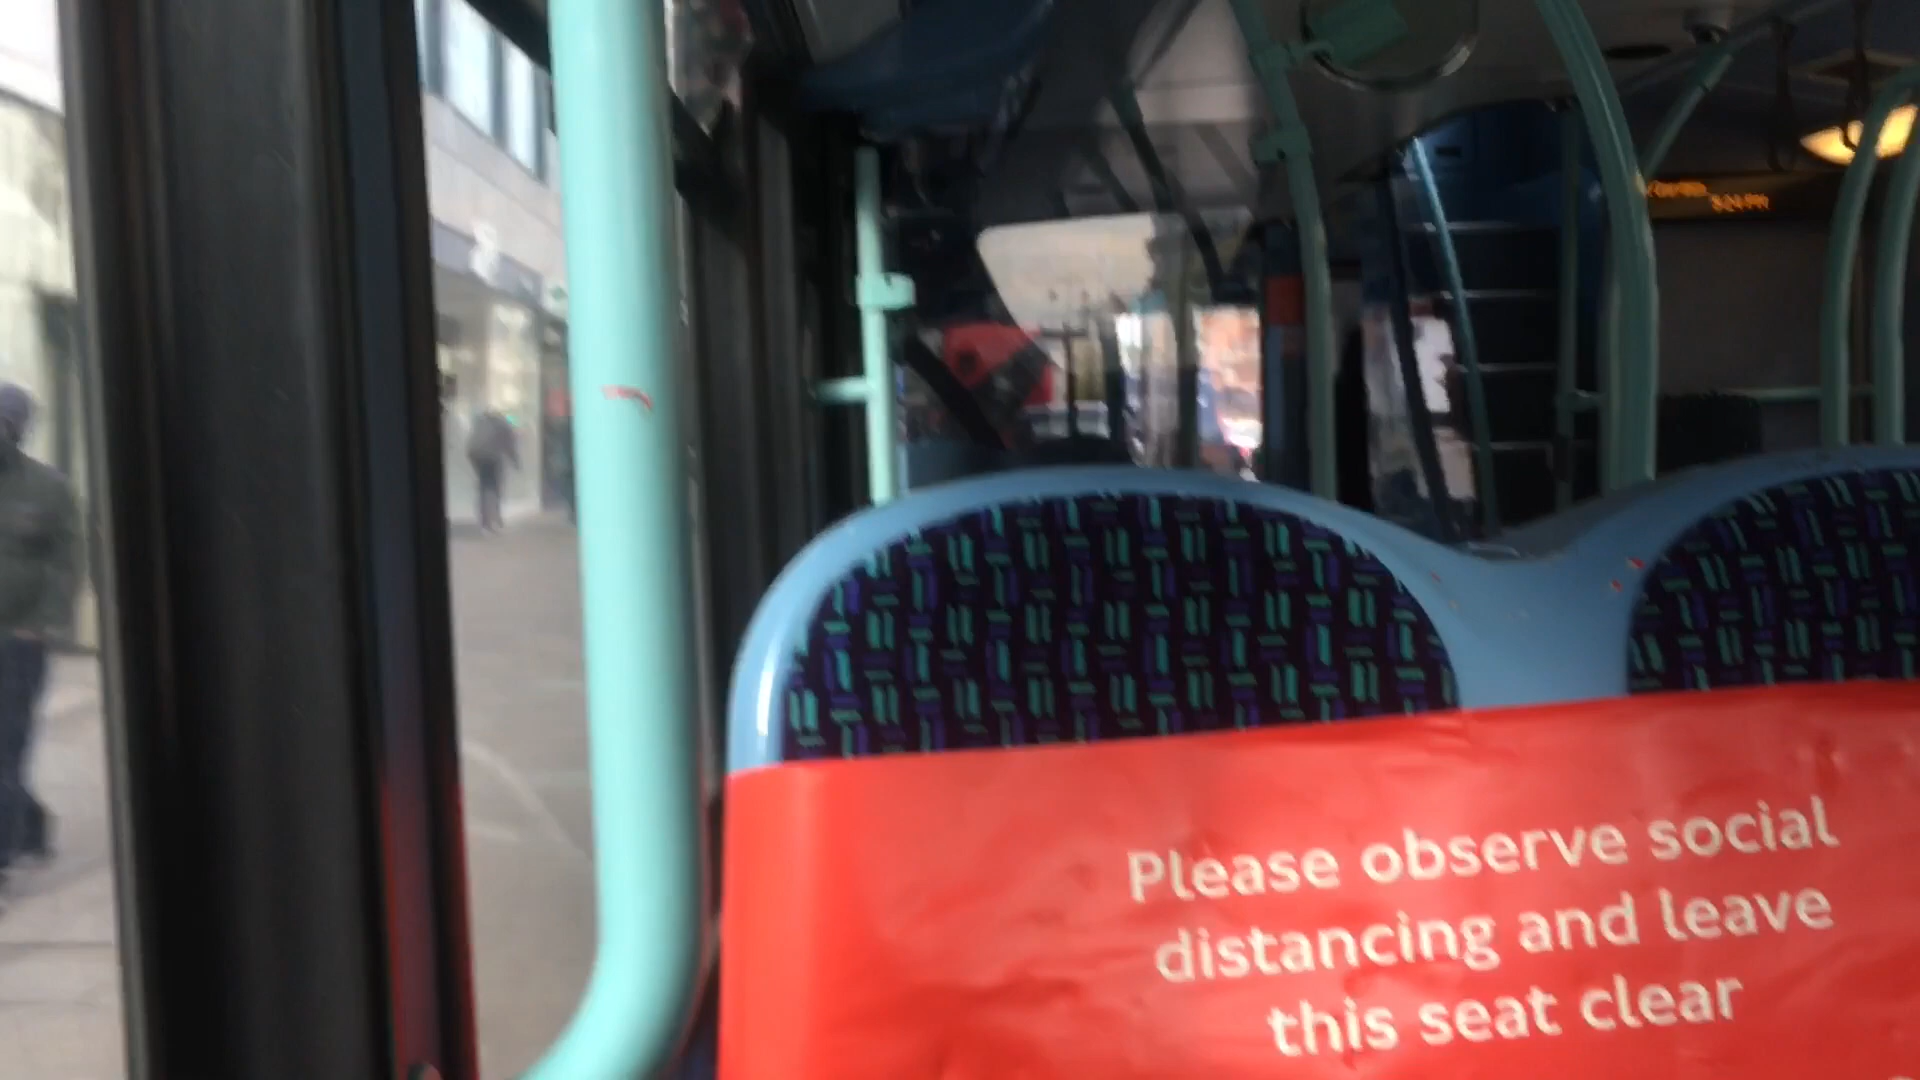 Please observe social
distancing and leave
this seat clear